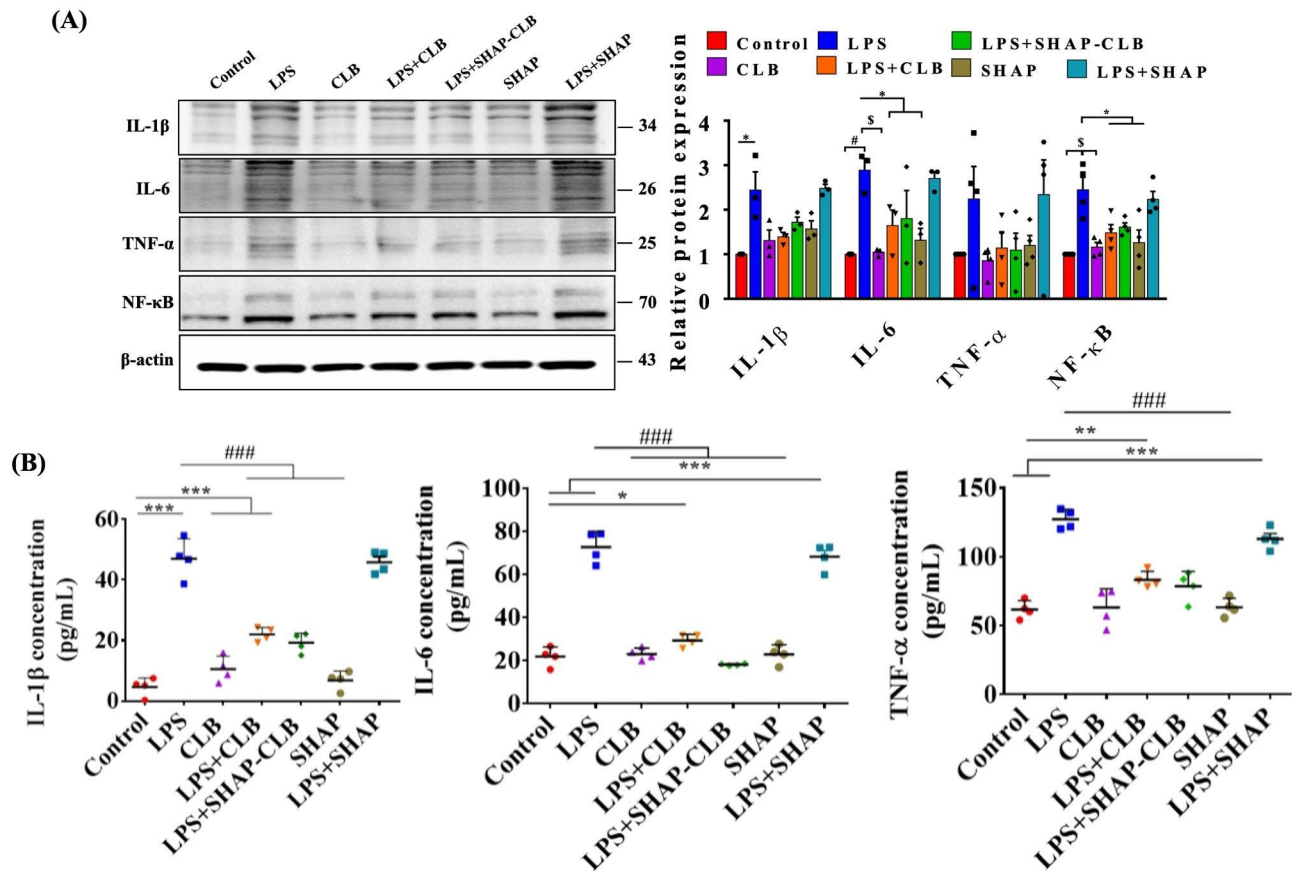 (A)
Control LPS CLB LPS+CLB LPS+SHAP-CLB SHAP LPS+SHAP
IL-1β 34
IL-6 26
TNF-α 25
NF-κB 70
β-actin 43
Control LPS LPS+SHAP-CLB
CLB LPS+CLB SHAP LPS+SHAP
Relative protein expression
4
3
2
1
0
* # $ * $ *
IL-1β IL-6 TNF-α NF-κB
(B)
###
***
***
IL-1β concentration
(pg/mL)
60
40
20
0
Control LPS CLB LPS+CLB LPS+SHAP-CLB SHAP LPS+SHAP
###
***
*
IL-6 concentration
(pg/mL)
100
80
60
40
20
0
Control LPS CLB LPS+CLB LPS+SHAP-CLB SHAP LPS+SHAP
###
**
***
TNF-α concentration
(pg/mL)
150
100
50
0
Control LPS CLB LPS+CLB LPS+SHAP-CLB SHAP LPS+SHAP